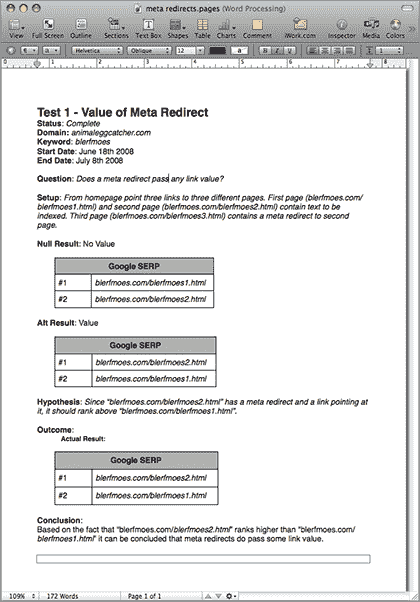 meta redirects.pages (Word Processing)
View Full Screen Outline Sections Text Box Shapes Table Charts Comment iWork.com Inspector Media Colors
Helvetica Oblique 12 a B I U
Test 1 - Value of Meta Redirect
Status: Complete
Domain: animaleggcatcher.com
Keyword: blerfmoes
Start Date: June 18th 2008
End Date: July 8th 2008
Question: Does a meta redirect pass any link value?
Setup: From homepage point three links to three different pages. First page (blerfmoes.com/
blerfmoes1.html) and second page (blerfmoes.com/blerfmoes2.html) contain text to be
indexed. Third page (blerfmoes.com/blerfmoes3.html) contains a meta redirect to second
page.
Null Result: No Value
Google SERP
#1 blerfmoes.com/blerfmoes1.html
#2 blerfmoes.com/blerfmoes2.html
Alt Result: Value
Google SERP
#1 blerfmoes.com/blerfmoes2.html
#2 blerfmoes.com/blerfmoes1.html
Hypothesis: Since "blerfmoes.com/blerfmoes2.html" has a meta redirect and a link pointing at
it, it should rank above "blerfmoes.com/blerfmoes1.html".
Outcome:
Actual Result:
Google SERP
#1 blerfmoes.com/blerfmoes2.html
#2 blerfmoes.com/blerfmoes1.html
Conclusion:
Based on the fact that "blerfmoes.com/blerfmoes2.html" ranks higher than "blerfmoes.com/
blerfmoes1.html" it can be concluded that meta redirects do pass some link value.
109% 172 Words Page 1 of 1